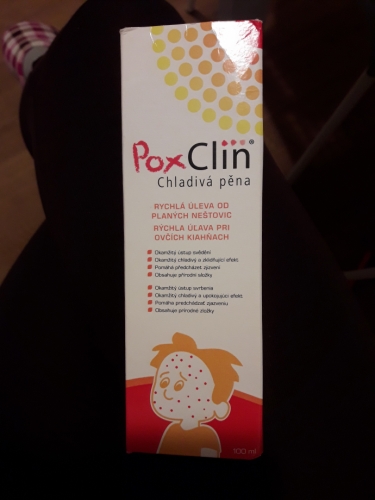 PoxClin®
Chladivá pěna
RYCHLÁ ÚLEVA OD
PLANÝCH NEŠTOVIC
RÝCHLA ÚĽAVA PRI
OVČÍCH KIAHŇACH
Okamžitý ústup svědění
Okamžitý chladivý a zklidňující efekt
Pomáhá předcházet zjizvení
Obsahuje přírodní složky
Okamžitý ústup svrbenia
Okamžitý chladivý a upokojujúci efekt
Pomáha predchádzať zjazveniu
Obsahuje prírodné zložky
100 ml